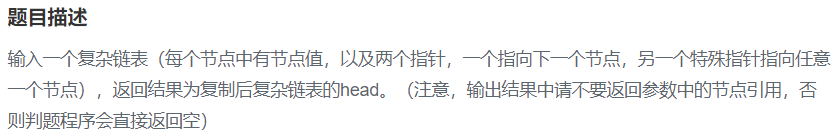 题目描述
输入一个复杂链表（每个节点中有节点值，以及两个指针，一个指向下一个节点，另一个特殊指针指向任意
一个节点），返回结果为复制后复杂链表的head。（注意，输出结果中请不要返回参数中的节点引用，否
则判题程序会直接返回空）